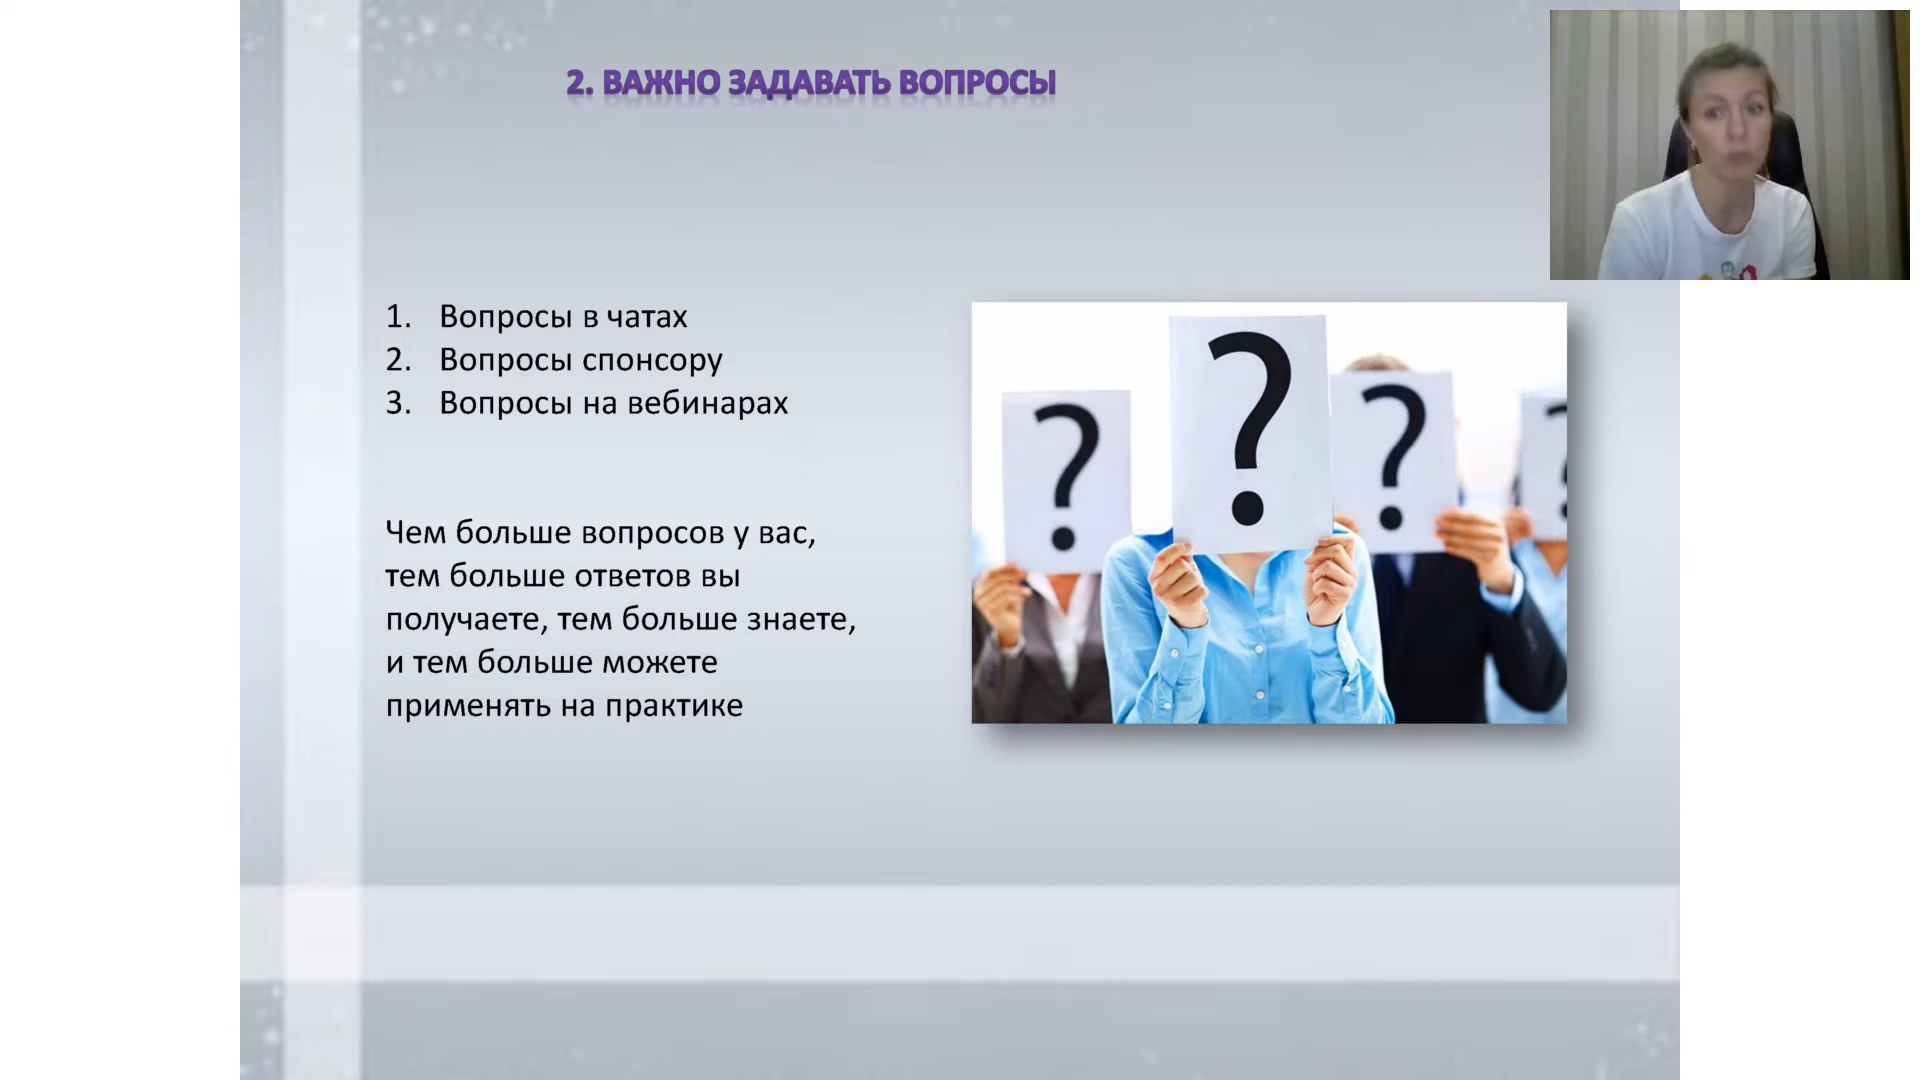 2. ВАЖНО ЗАДАВАТЬ ВОПРОСЫ
1. Вопросы в чатах
2. Вопросы спонсору
3. Вопросы на вебинарах
Чем больше вопросов у вас,
тем больше ответов вы
получаете, тем больше знаете,
и тем больше можете
применять на практике
? ? ? ?